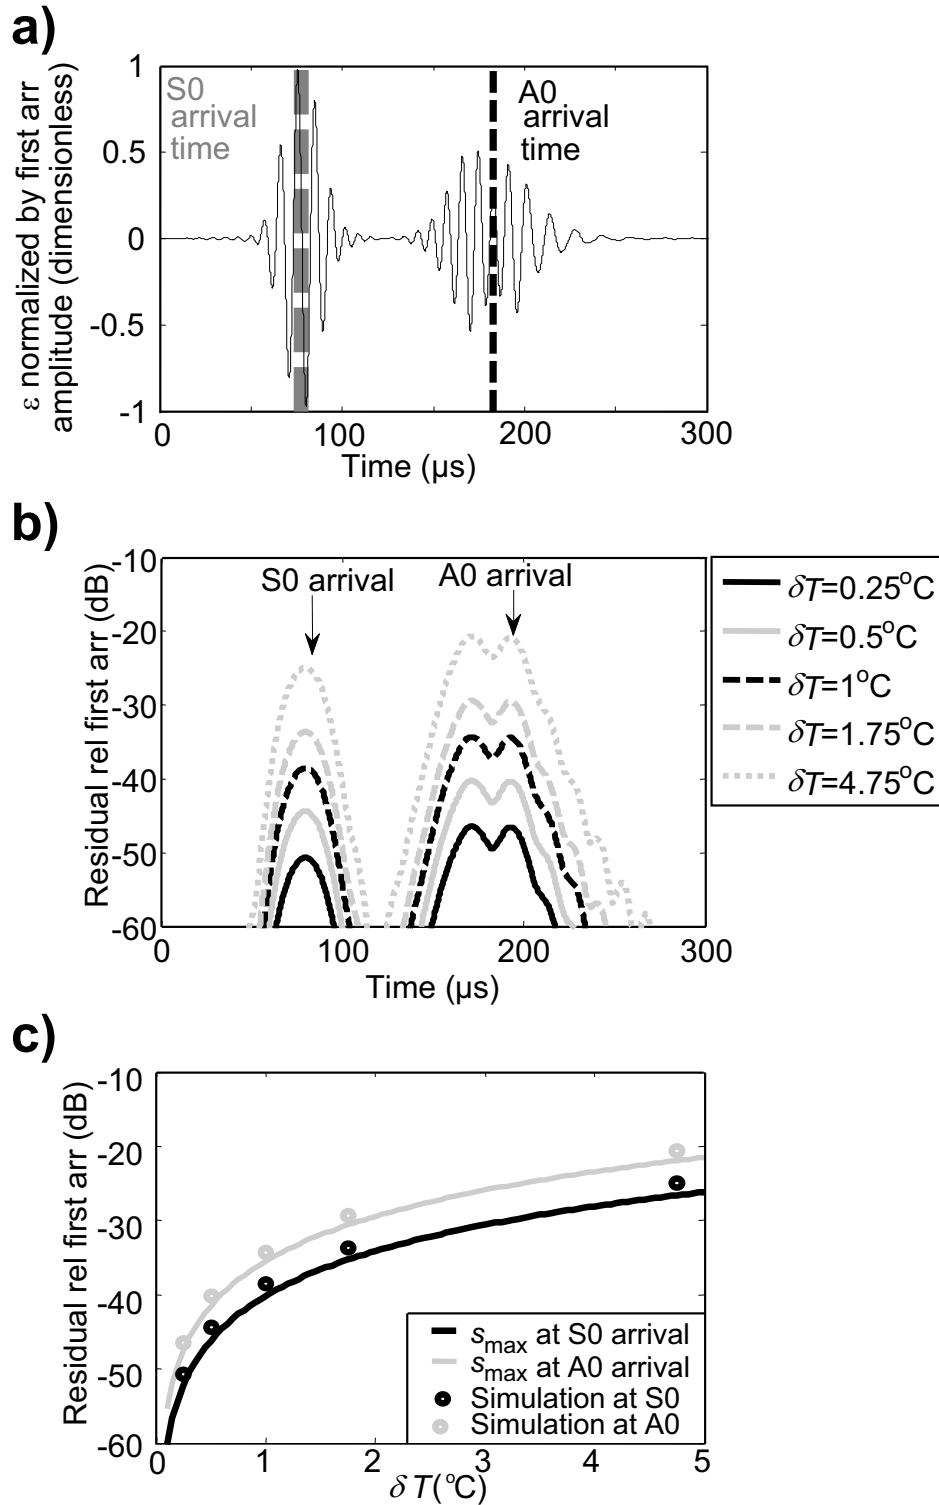 a)
ε normalized by first arr
amplitude (dimensionless)
1
0.5
0
-0.5
-1
S0
arrival
time
A0
arrival
time
0
100
200
300
Time (µs)
b)
Residual rel first arr (dB)
-10
-20
-30
-40
-50
-60
S0 arrival
A0 arrival
0
100
200
300
Time (µs)
δT=0.25°C
δT=0.5°C
δT=1°C
δT=1.75°C
δT=4.75°C
c)
Residual rel first arr (dB)
-10
-20
-30
-40
-50
-60
smax at S0 arrival
smax at A0 arrival
Simulation at S0
Simulation at A0
0
1
2
3
4
5
δT(°C)